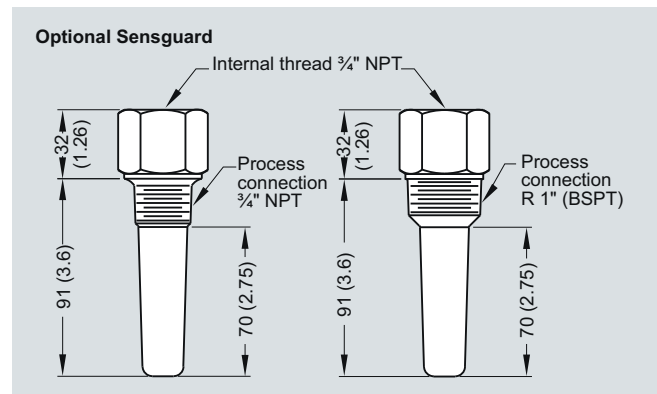 Optional Sensguard
Internal thread ¾" NPT
32
(1.26)
Process
connection
¾" NPT
91 (3.6)
70 (2.75)
32
(1.26)
Process
connection
R 1" (BSPT)
91 (3.6)
70 (2.75)